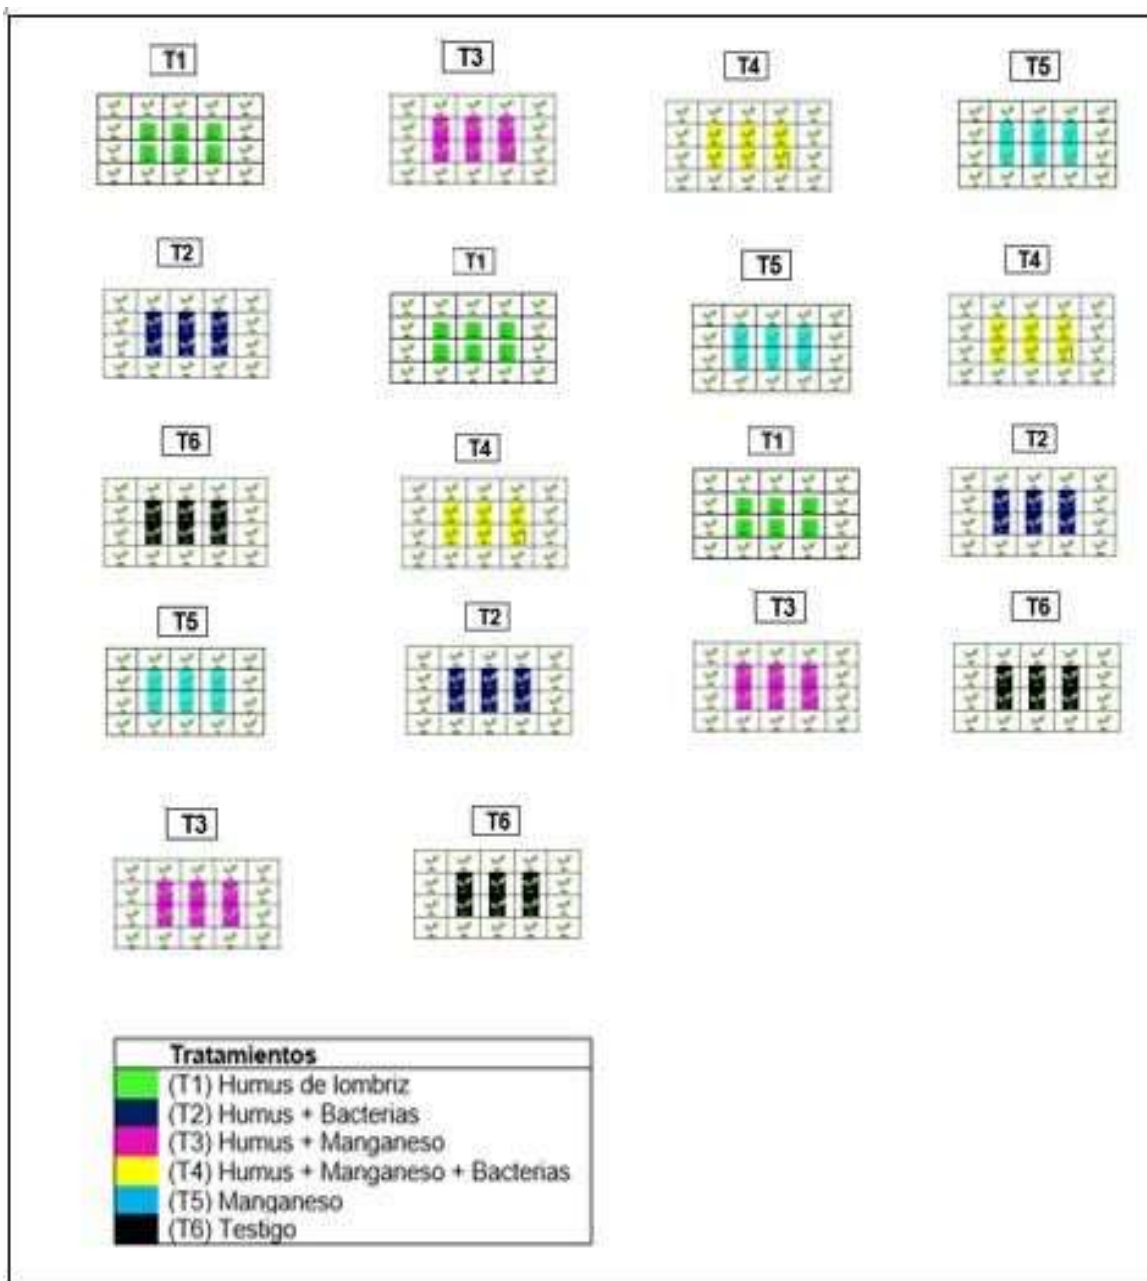 T1 T3 T4 T5
T2 T1 T5 T4
T6 T4 T1 T2
T5 T2 T3 T6
T3 T6
Tratamientos
(T1) Humus de lombriz
(T2) Humus + Bacterias
(T3) Humus + Manganeso
(T4) Humus + Manganeso + Bacterias
(T5) Manganeso
(T6) Testigo